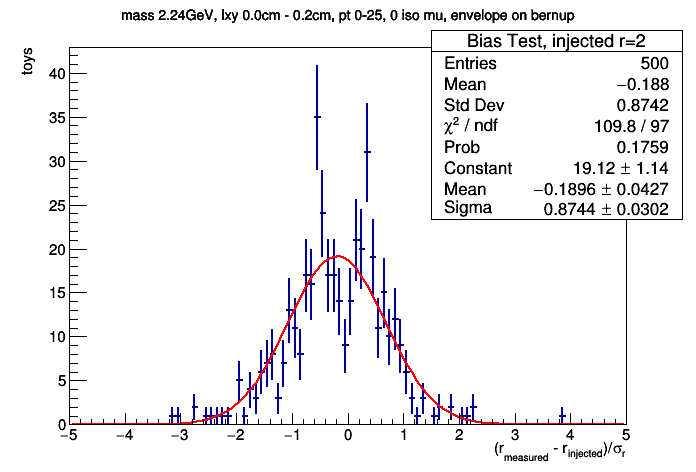 mass 2.24GeV, lxy 0.0cm - 0.2cm, pt 0-25, 0 iso mu, envelope on bernup
Bias Test, injected r=2
Entries 500
Mean −0.188
Std Dev 0.8742
χ² / ndf 109.8 / 97
Prob 0.1759
Constant 19.12 ± 1.14
Mean −0.1896 ± 0.0427
Sigma 0.8744 ± 0.0302
toys
40
35
30
25
20
15
10
5
0
−5 −4 −3 −2 −1 0 1 2 3 4 5
(r_measured - r_injected)/σ_r